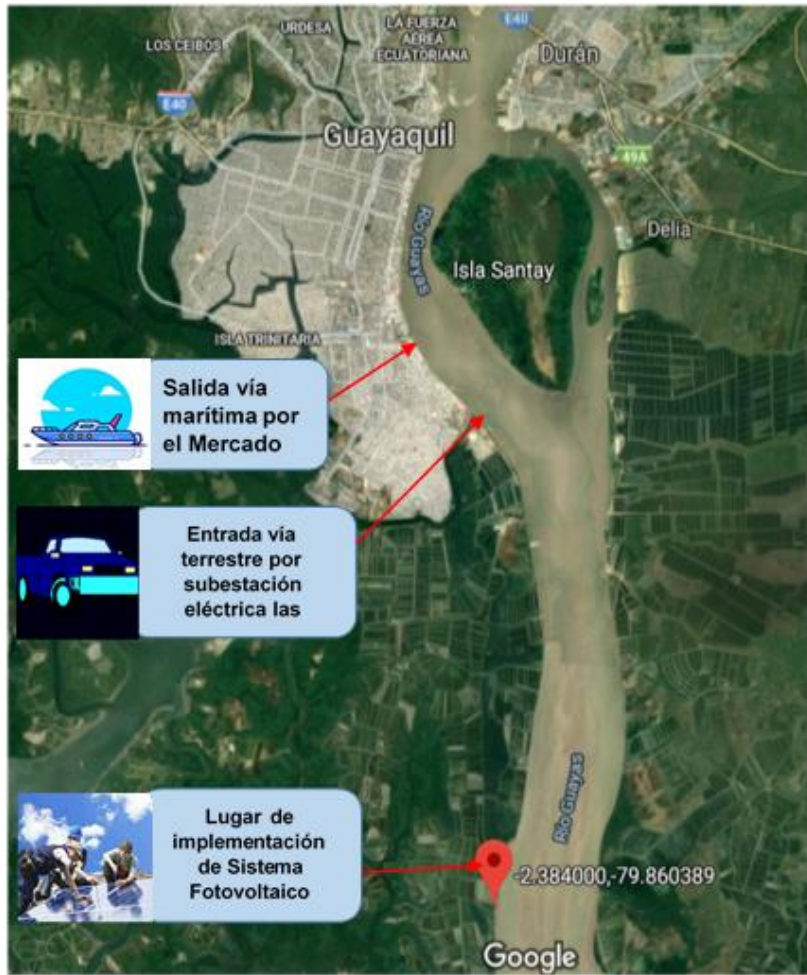 LA FUERZA
AÉREA
ECUATORIANA
URDESA
LOS CEIBOS
E40
Durán
E40
Guayaquil
49A
Río Guayas
Delia
Isla Santay
ISLA TRINITARIA
Salida vía
marítima por
el Mercado
Entrada vía
terrestre por
subestación
eléctrica las
Río Guayas
Lugar de
implementación
de Sistema
Fotovoltaico
-2.384000,-79.860389
Google